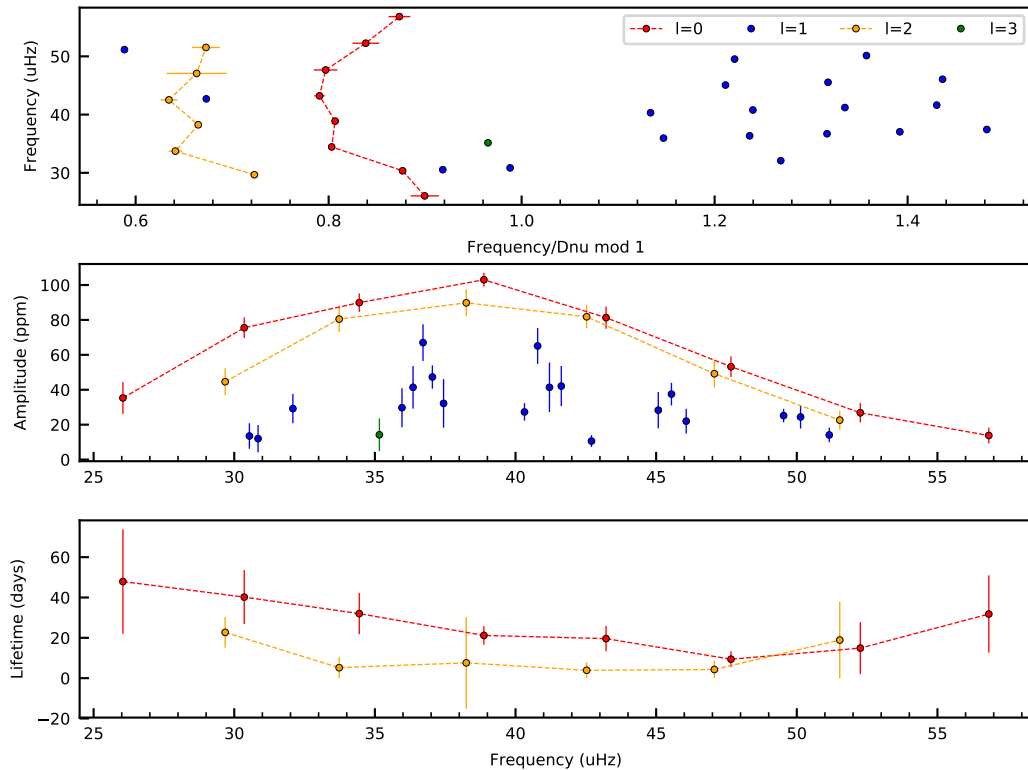 l=0 l=1 l=2 l=3
Frequency (uHz)
50
40
30
0.6 0.8 1.0 1.2 1.4
Frequency/Dnu mod 1
Amplitude (ppm)
100
80
60
40
20
0
25 30 35 40 45 50 55
Lifetime (days)
60
40
20
0
−20
25 30 35 40 45 50 55
Frequency (uHz)